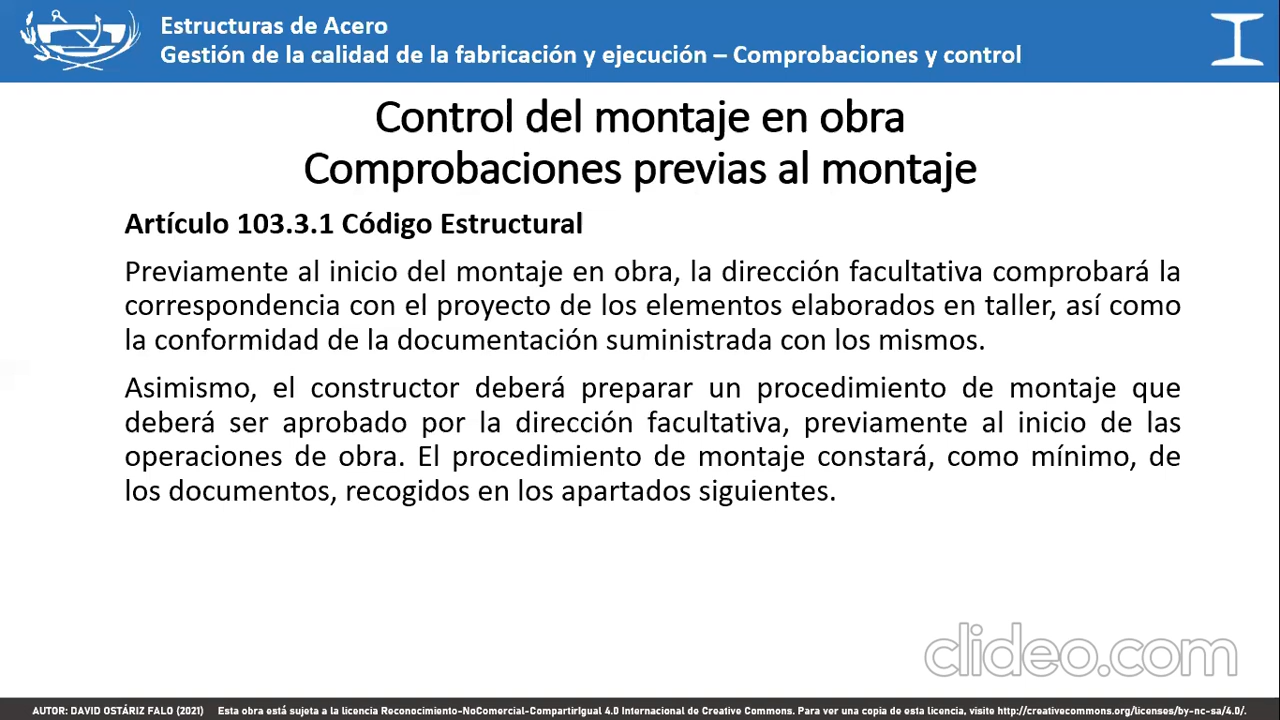 Estructuras de Acero
Gestión de la calidad de la fabricación y ejecución – Comprobaciones y control
Control del montaje en obra
Comprobaciones previas al montaje
Artículo 103.3.1 Código Estructural
Previamente al inicio del montaje en obra, la dirección facultativa comprobará la
correspondencia con el proyecto de los elementos elaborados en taller, así como
la conformidad de la documentación suministrada con los mismos.
Asimismo, el constructor deberá preparar un procedimiento de montaje que
deberá ser aprobado por la dirección facultativa, previamente al inicio de las
operaciones de obra. El procedimiento de montaje constará, como mínimo, de
los documentos, recogidos en los apartados siguientes.
clideo.com
AUTOR: DAVID OSTÁRIZ FALO (2021) Esta obra está sujeta a la licencia Reconocimiento-NoComercial-CompartirIgual 4.0 Internacional de Creative Commons. Para ver una copia de esta licencia, visite http://creativecommons.org/licenses/by-nc-sa/4.0/.